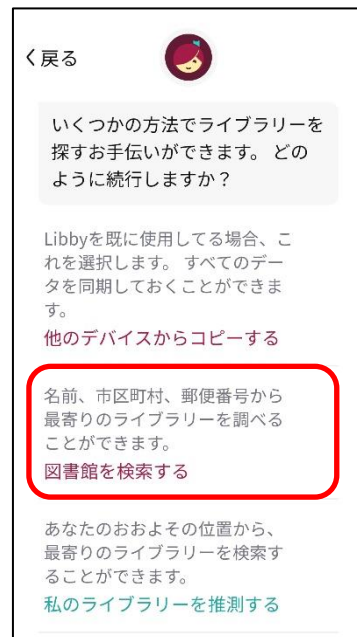 く戻る
いくつかの方法でライブラリーを
探すお手伝いができます。 どの
ように続行しますか？
Libbyを既に使用してる場合、こ
れを選択します。 すべてのデー
タを同期しておくことができま
す。
他のデバイスからコピーする
名前、市区町村、郵便番号から
最寄りのライブラリーを調べる
ことができます。
図書館を検索する
あなたのおおよその位置から、
最寄りのライブラリーを検索す
ることができます。
私のライブラリーを推測する